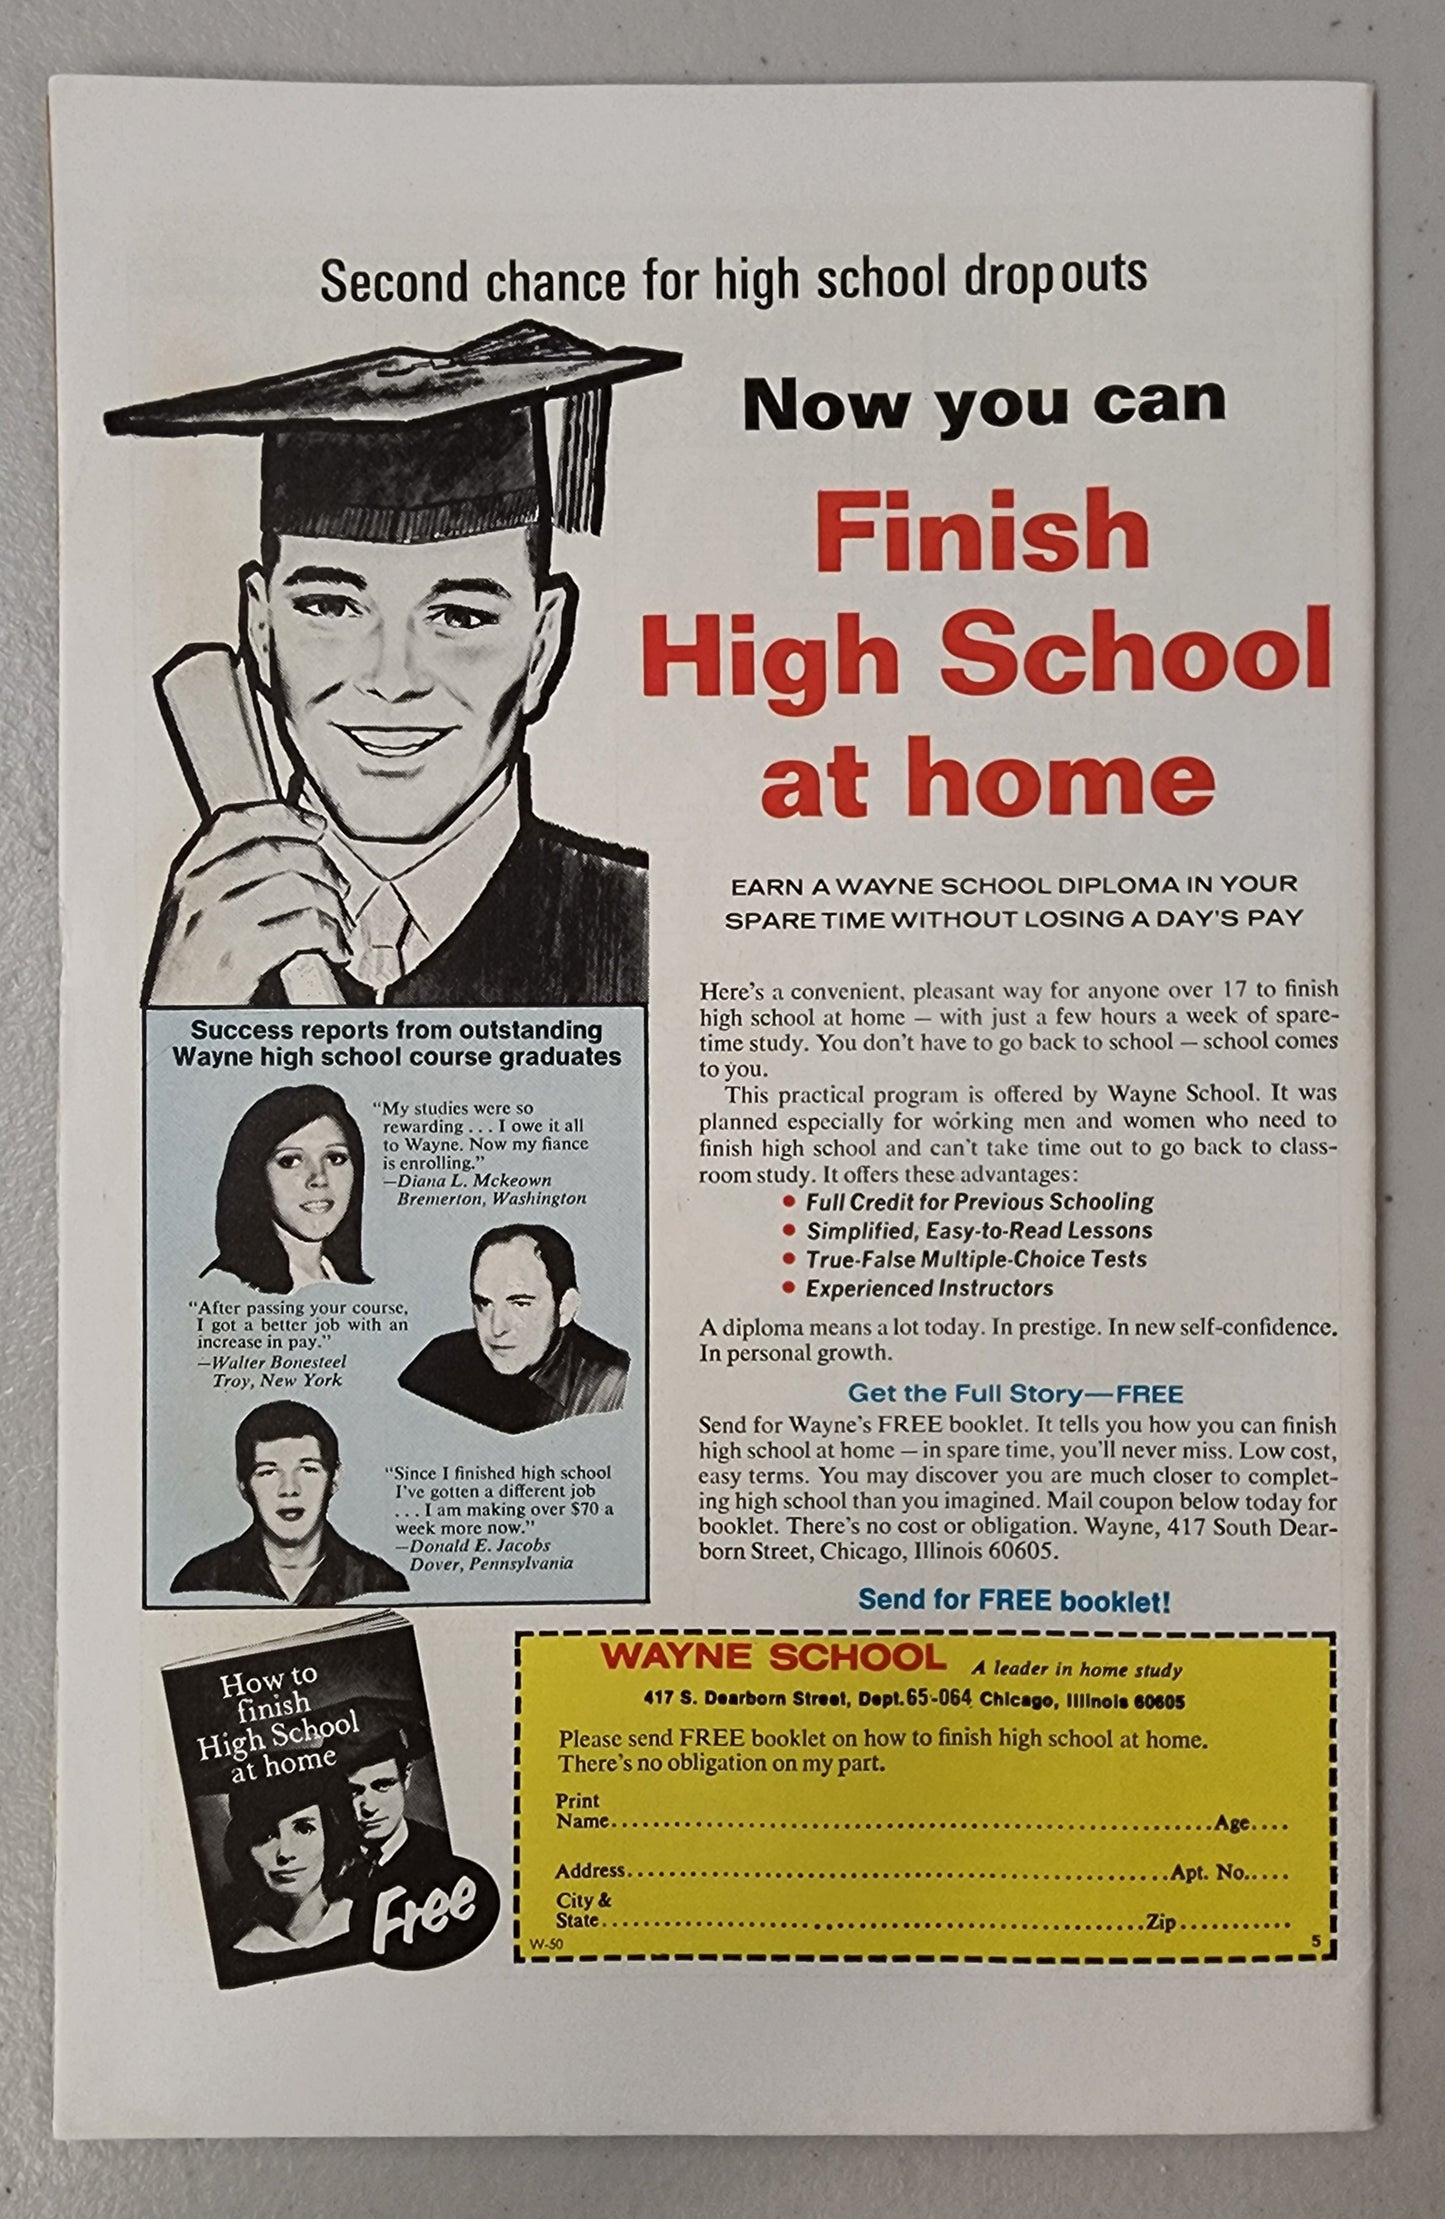 Second chance for high school dropouts
Now you can
Finish
High School
at home
EARN A WAYNE SCHOOL DIPLOMA IN YOUR
SPARE TIME WITHOUT LOSING A DAY'S PAY
Here's a convenient, pleasant way for anyone over 17 to finish
high school at home — with just a few hours a week of spare-
time study. You don't have to go back to school — school comes
to you.
This practical program is offered by Wayne School. It was
planned especially for working men and women who need to
finish high school and can't take time out to go back to class-
room study. It offers these advantages:
• Full Credit for Previous Schooling
• Simplified, Easy-to-Read Lessons
• True-False Multiple-Choice Tests
• Experienced Instructors
A diploma means a lot today. In prestige. In new self-confidence.
In personal growth.
Get the Full Story—FREE
Send for Wayne's FREE booklet. It tells you how you can finish
high school at home — in spare time, you'll never miss. Low cost,
easy terms. You may discover you are much closer to complet-
ing high school than you imagined. Mail coupon below today for
booklet. There's no cost or obligation. Wayne, 417 South Dear-
born Street, Chicago, Illinois 60605.
Send for FREE booklet!
Success reports from outstanding
Wayne high school course graduates
"My studies were so
rewarding . . . I owe it all
to Wayne. Now my fiance
is enrolling."
—Diana L. Mckeown
Bremerton, Washington
"After passing your course,
I got a better job with an
increase in pay."
—Walter Bonesteel
Troy, New York
"Since I finished high school
I've gotten a different job
. . . I am making over $70 a
week more now."
—Donald E. Jacobs
Dover, Pennsylvania
How to
finish
High School
at home
Free
WAYNE SCHOOL A leader in home study
417 S. Dearborn Street, Dept. 65-064 Chicago, Illinois 60605
Please send FREE booklet on how to finish high school at home.
There's no obligation on my part.
Print
Name..............................Age....
Address..............................Apt. No.....
City &
State..............................Zip...........
W-50 5